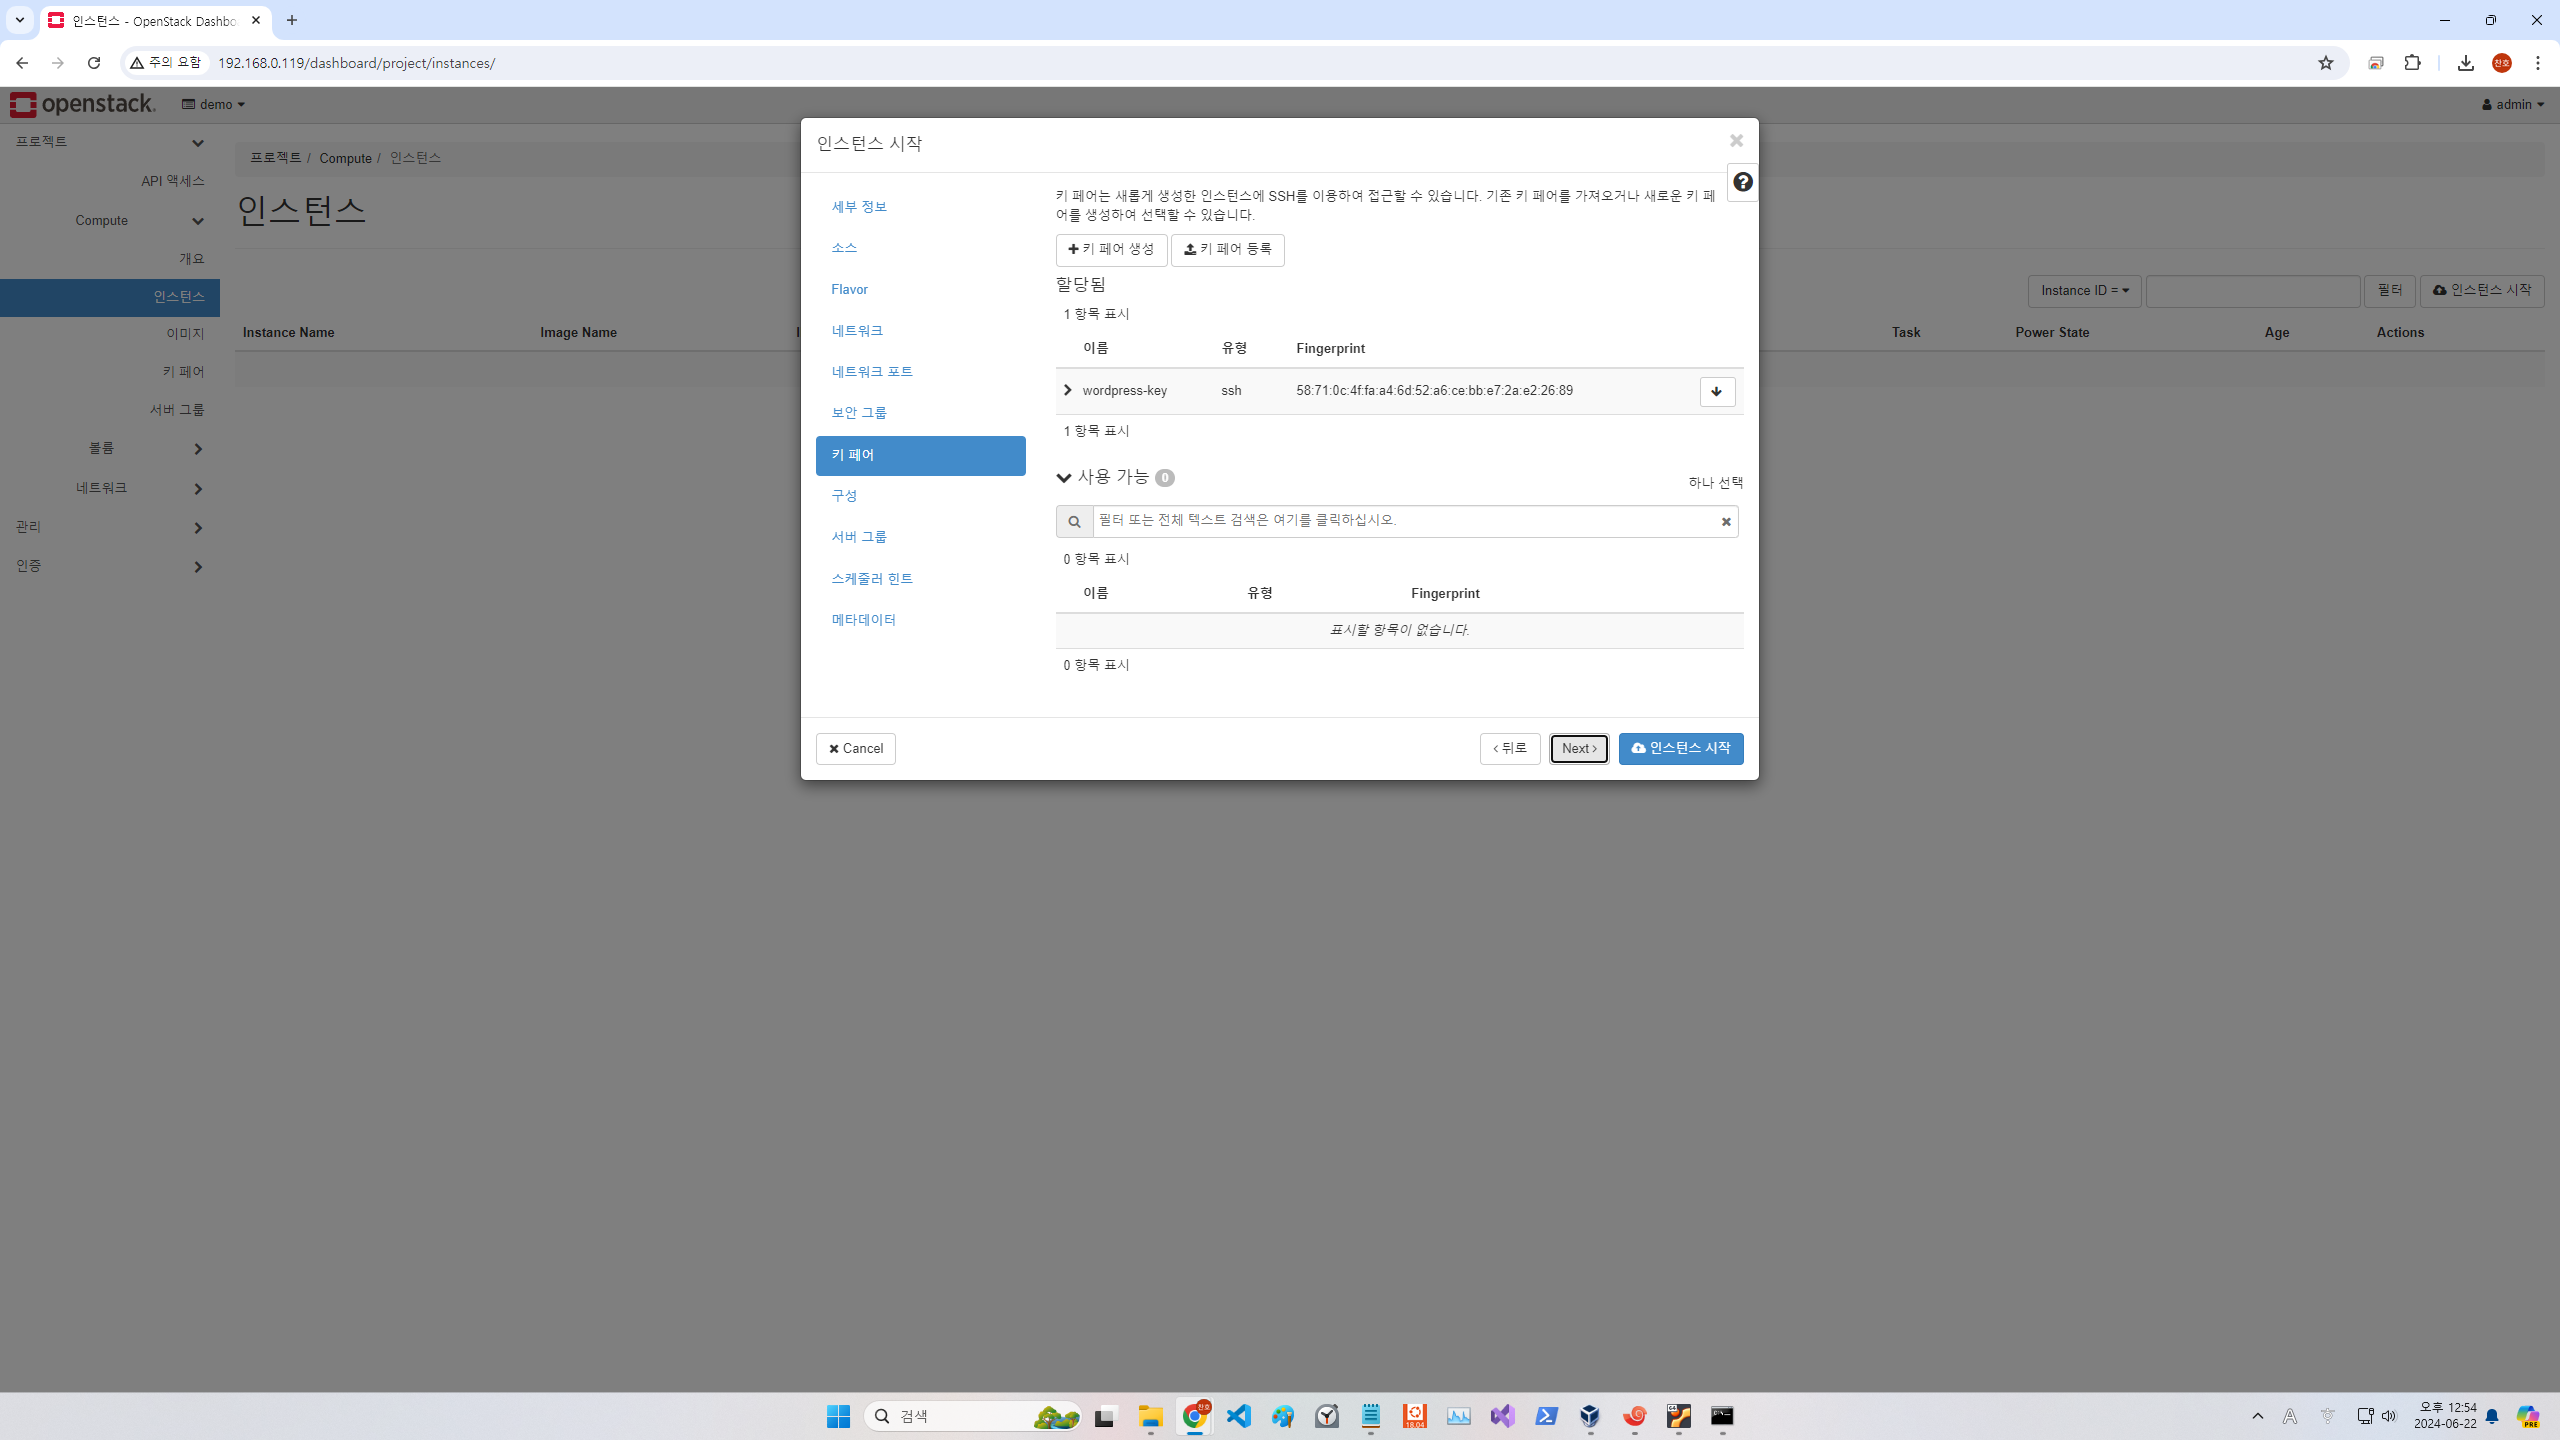 인스턴스 - OpenStack Dashbo
주의 요함
192.168.0.119/dashboard/project/instances/
찬호
openstack.
demo
admin
프로젝트
API 액세스
Compute
개요
인스턴스
이미지
키 페어
서버 그룹
볼륨
네트워크
관리
인증
프로젝트 / Compute / 인스턴스
인스턴스
Instance ID =
필터
인스턴스 시작
Instance Name
Image Name
Task
Power State
Age
Actions
인스턴스 시작
세부 정보
소스
Flavor
네트워크
네트워크 포트
보안 그룹
키 페어
구성
서버 그룹
스케줄러 힌트
메타데이터
키 페어는 새롭게 생성한 인스턴스에 SSH를 이용하여 접근할 수 있습니다. 기존 키 페어를 가져오거나 새로운 키 페
어를 생성하여 선택할 수 있습니다.
키 페어 생성
키 페어 등록
할당됨
1 항목 표시
이름 유형 Fingerprint
wordpress-key ssh 58:71:0c:4f:fa:a4:6d:52:a6:ce:bb:e7:2a:e2:26:89
1 항목 표시
사용 가능 0
하나 선택
필터 또는 전체 텍스트 검색은 여기를 클릭하십시오.
0 항목 표시
이름 유형 Fingerprint
표시할 항목이 없습니다.
0 항목 표시
Cancel
뒤로
Next
인스턴스 시작
검색
찬호
18.04
오후 12:54
2024-06-22
PRE